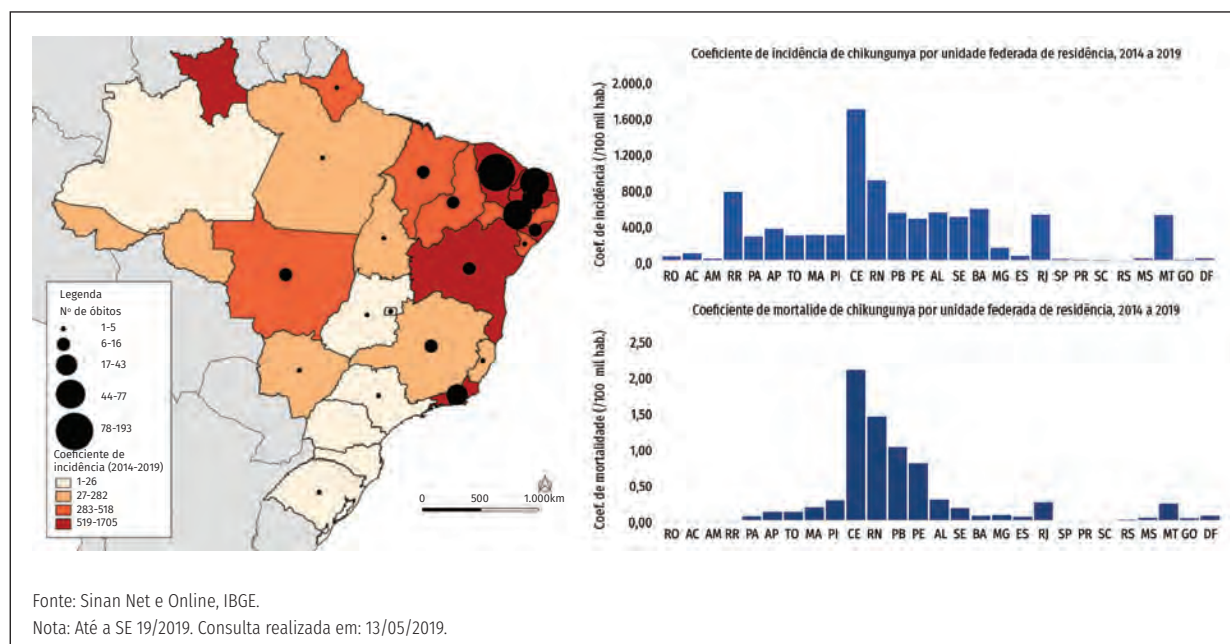 Legenda
Nº de óbitos
1-5
6-16
17-43
44-77
78-193
Coeficiente de
incidência (2014-2019)
1-26
27-282
283-518
519-1705
0 500 1.000km
Coeficiente de incidência de chikungunya por unidade federada de residência, 2014 a 2019
Coef. de incidência (/100 mil hab.)
2.000,0
1.600,0
1.200,0
800,0
400,0
0,0
RO AC AM RR PA AP TO MA PI CE RN PB PE AL SE BA MG ES RJ SP PR SC RS MS MT GO DF
Coeficiente de mortalide de chikungunya por unidade federada de residência, 2014 a 2019
Coef. de mortalidade (/100 mil hab.)
2,50
2,00
1,50
1,00
0,50
0,00
RO AC AM RR PA AP TO MA PI CE RN PB PE AL SE BA MG ES RJ SP PR SC RS MS MT GO DF
Fonte: Sinan Net e Online, IBGE.
Nota: Até a SE 19/2019. Consulta realizada em: 13/05/2019.